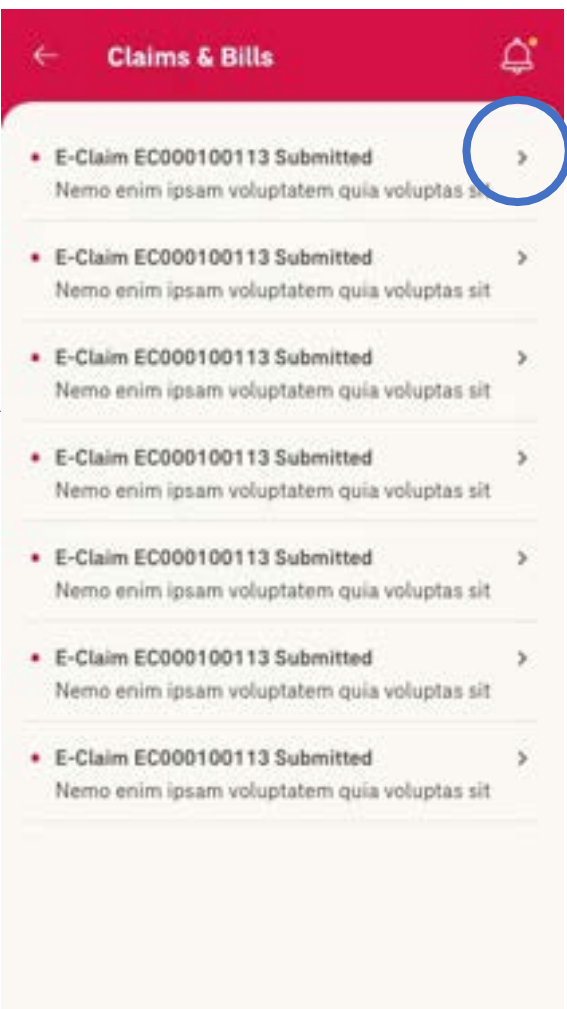 Claims & Bills
E-Claim EC000100113 Submitted
Nemo enim ipsam voluptatem quia voluptas sit
E-Claim EC000100113 Submitted
Nemo enim ipsam voluptatem quia voluptas sit
E-Claim EC000100113 Submitted
Nemo enim ipsam voluptatem quia voluptas sit
E-Claim EC000100113 Submitted
Nemo enim ipsam voluptatem quia voluptas sit
E-Claim EC000100113 Submitted
Nemo enim ipsam voluptatem quia voluptas sit
E-Claim EC000100113 Submitted
Nemo enim ipsam voluptatem quia voluptas sit
E-Claim EC000100113 Submitted
Nemo enim ipsam voluptatem quia voluptas sit